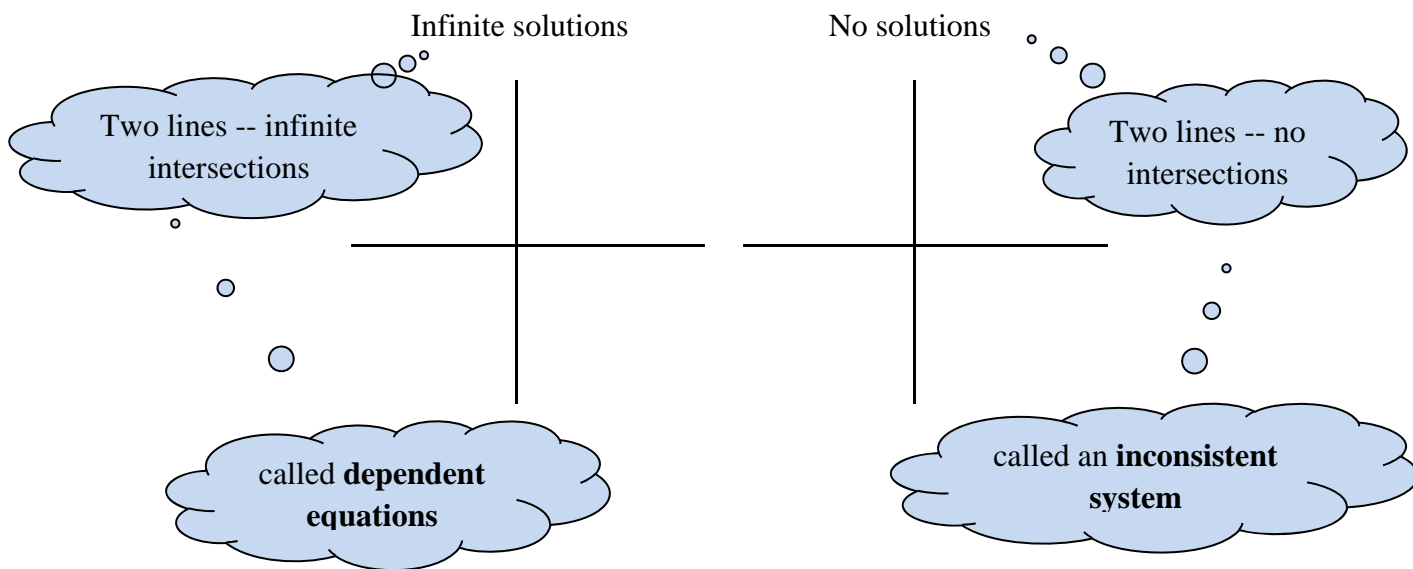 Infinite solutions
No solutions
Two lines -- infinite
intersections
Two lines -- no
intersections
called dependent
equations
called an inconsistent
system